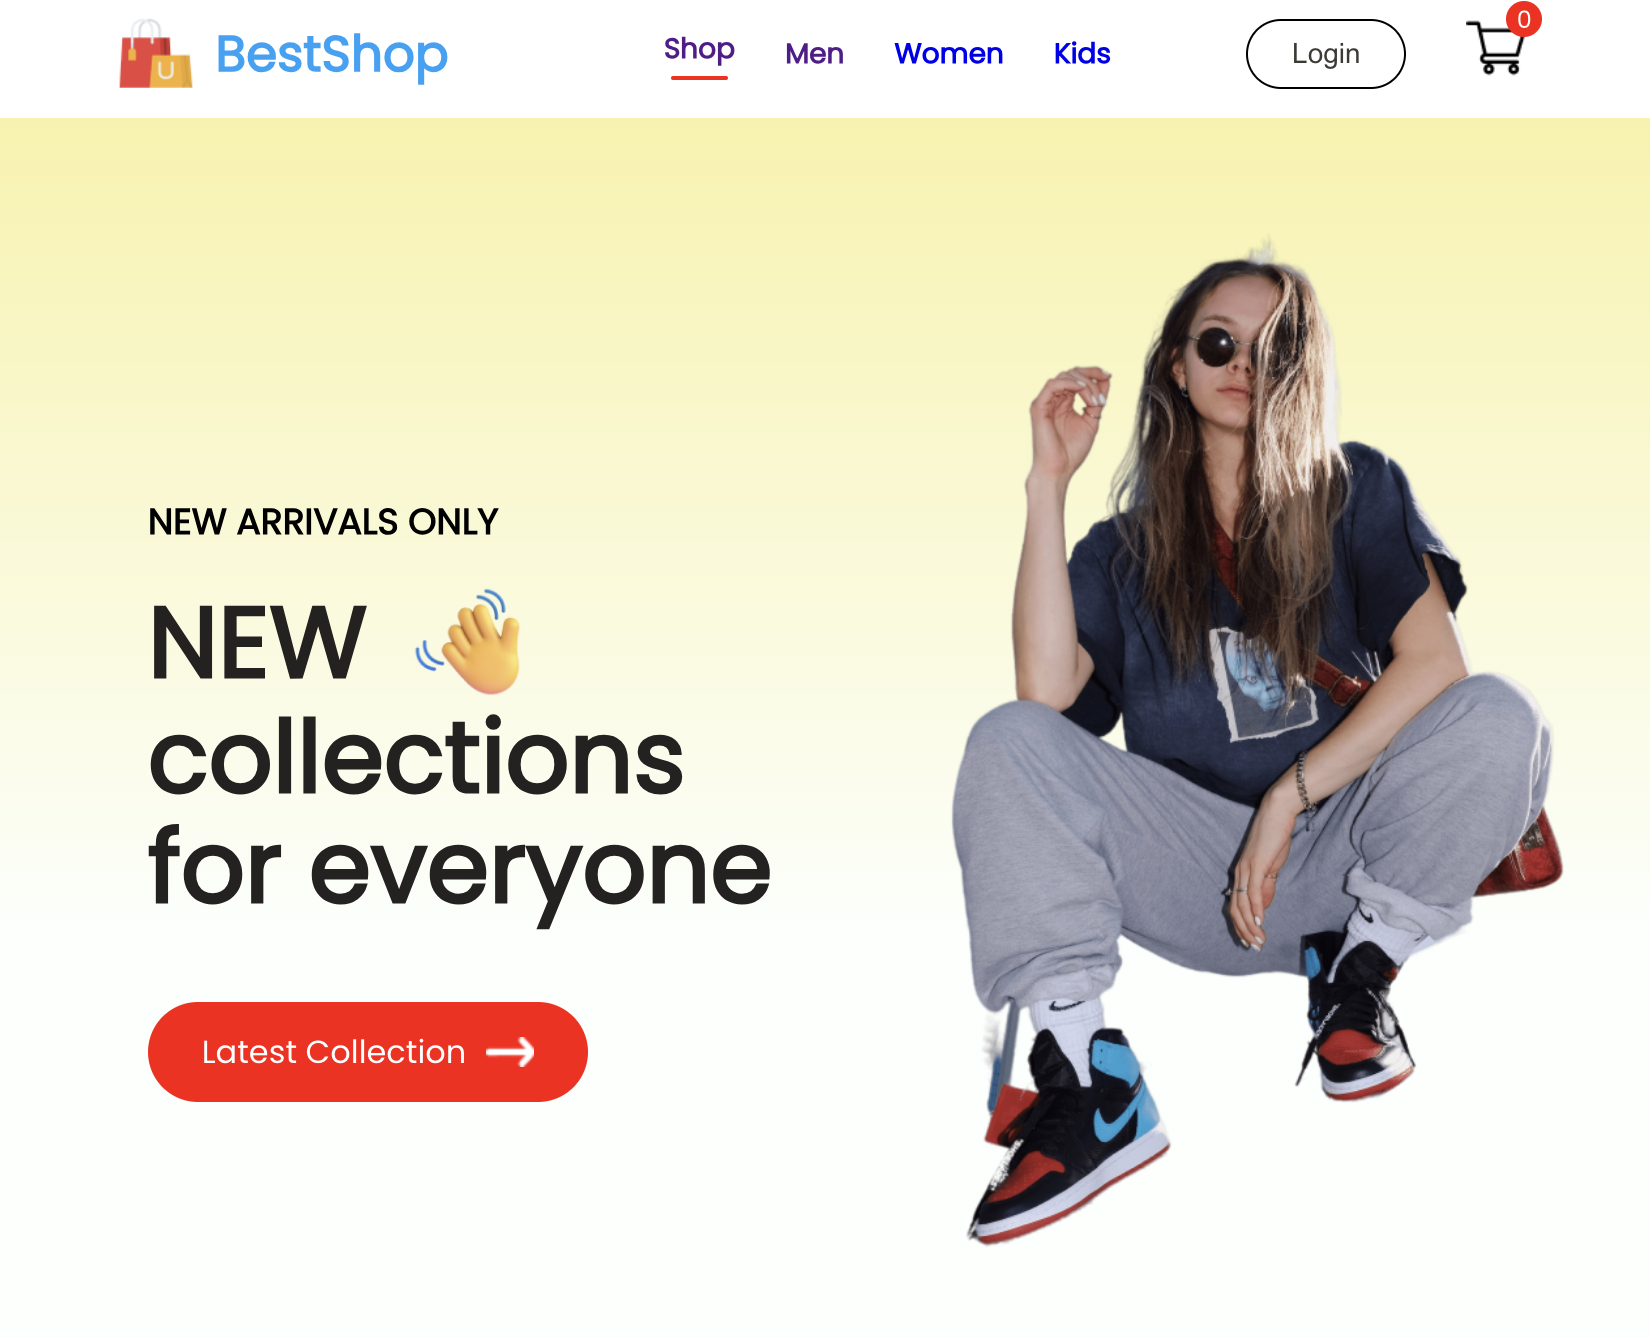 BestShop
Shop Men Women Kids
Login
0
NEW ARRIVALS ONLY
NEW
collections
for everyone
Latest Collection